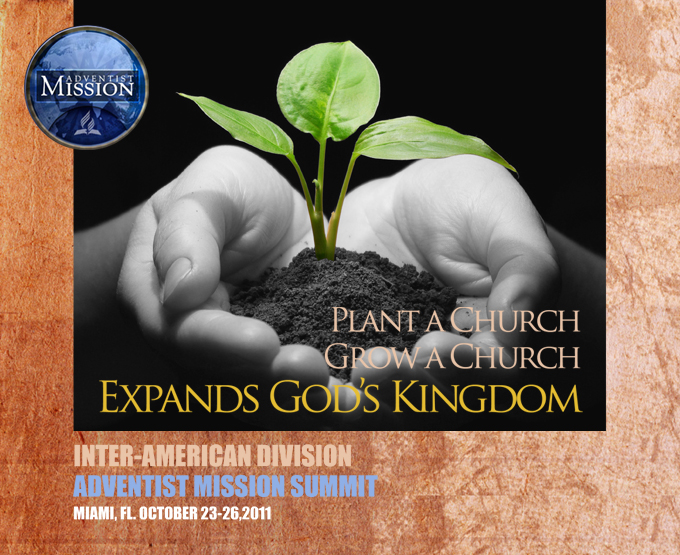 ADVENTIST
MISSION
PLANT A CHURCH
GROW A CHURCH
EXPANDS GOD'S KINGDOM
INTER-AMERICAN DIVISION
ADVENTIST MISSION SUMMIT
MIAMI, FL. OCTOBER 23-26,2011